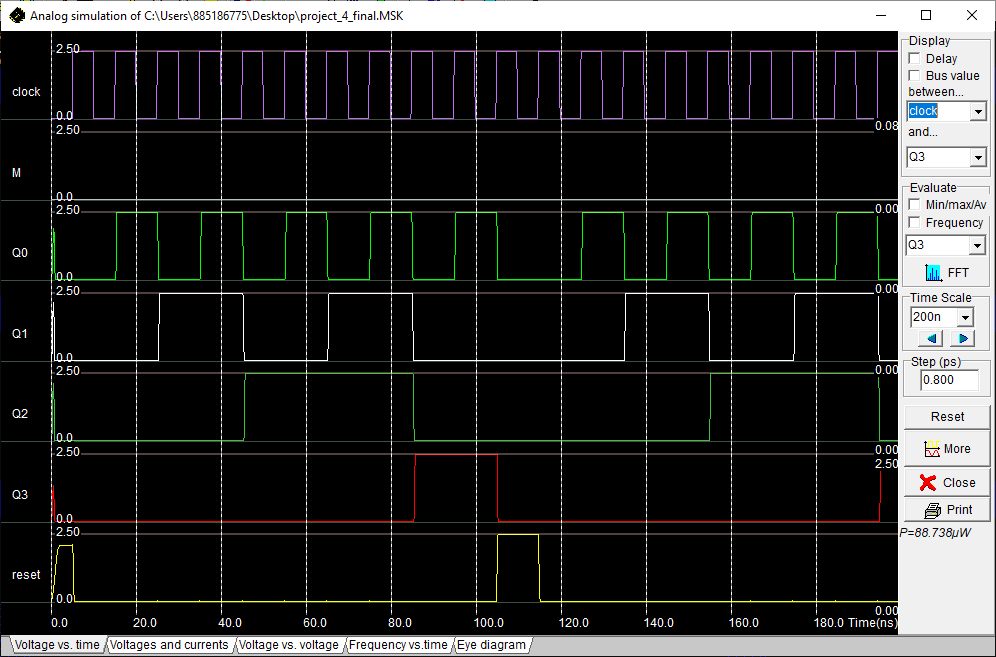 Analog simulation of C:\Users\885186775\Desktop\project_4_final.MSK
clock
2.50
0.0
0.08
M
2.50
0.0
0.00
Q0
2.50
0.0
0.00
Q1
2.50
0.0
0.00
Q2
2.50
0.0
0.00
Q3
2.50
0.0
2.50
reset
2.50
0.0
0.00
0.0 20.0 40.0 60.0 80.0 100.0 120.0 140.0 160.0 180.0 Time(ns)
Voltage vs. time Voltages and currents Voltage vs. voltage Frequency vs.time Eye diagram
Display
Delay
Bus value
between...
clock
and...
Q3
Evaluate
Min/max/Av
Frequency
Q3
FFT
Time Scale
200n
Step (ps)
0.800
Reset
More
Close
Print
P=88.738µW